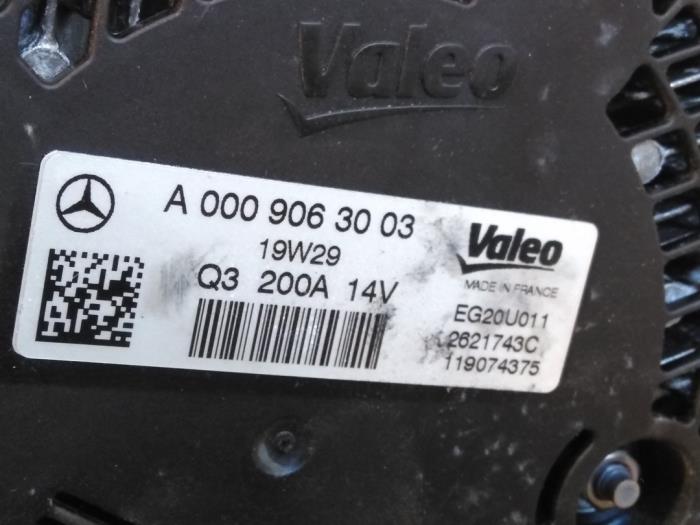 Valeo
A 000 906 30 03
19W29
Q3 200A 14V
Valeo
MADE IN FRANCE
EG20U011
2621743C
119074375